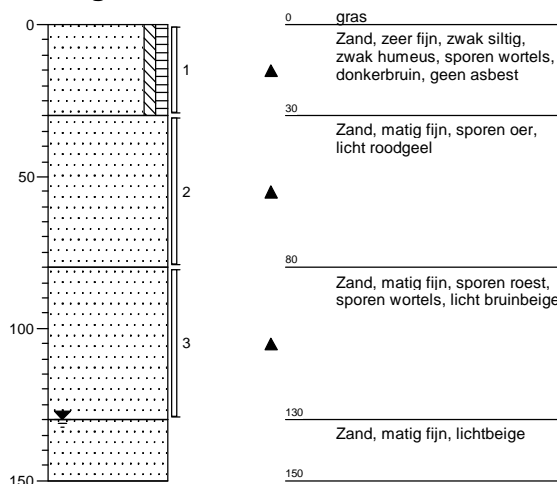 0
50
100
150
1
2
3
0
gras
Zand, zeer fijn, zwak siltig,
zwak humeus, sporen wortels,
donkerbruin, geen asbest
30
Zand, matig fijn, sporen oer,
licht roodgeel
80
Zand, matig fijn, sporen roest,
sporen wortels, licht bruinbeige
130
Zand, matig fijn, lichtbeige
150